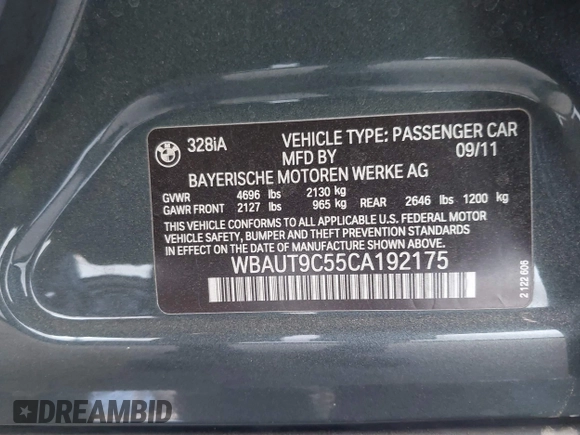 328iA VEHICLE TYPE: PASSENGER CAR
MFD BY 09/11
BAYERISCHE MOTOREN WERKE AG
GVWR 4696 lbs 2130 kg
GAWR FRONT 2127 lbs 965 kg REAR 2646 lbs 1200 kg
THIS VEHICLE CONFORMS TO ALL APPLICABLE U.S. FEDERAL MOTOR
VEHICLE SAFETY, BUMPER, AND THEFT PREVENTION STANDARDS
IN EFFECT ON THE DATE OF MANUFACTURE SHOWN ABOVE.
WBAUT9C55CA192175
2 122 606
DREAMBID